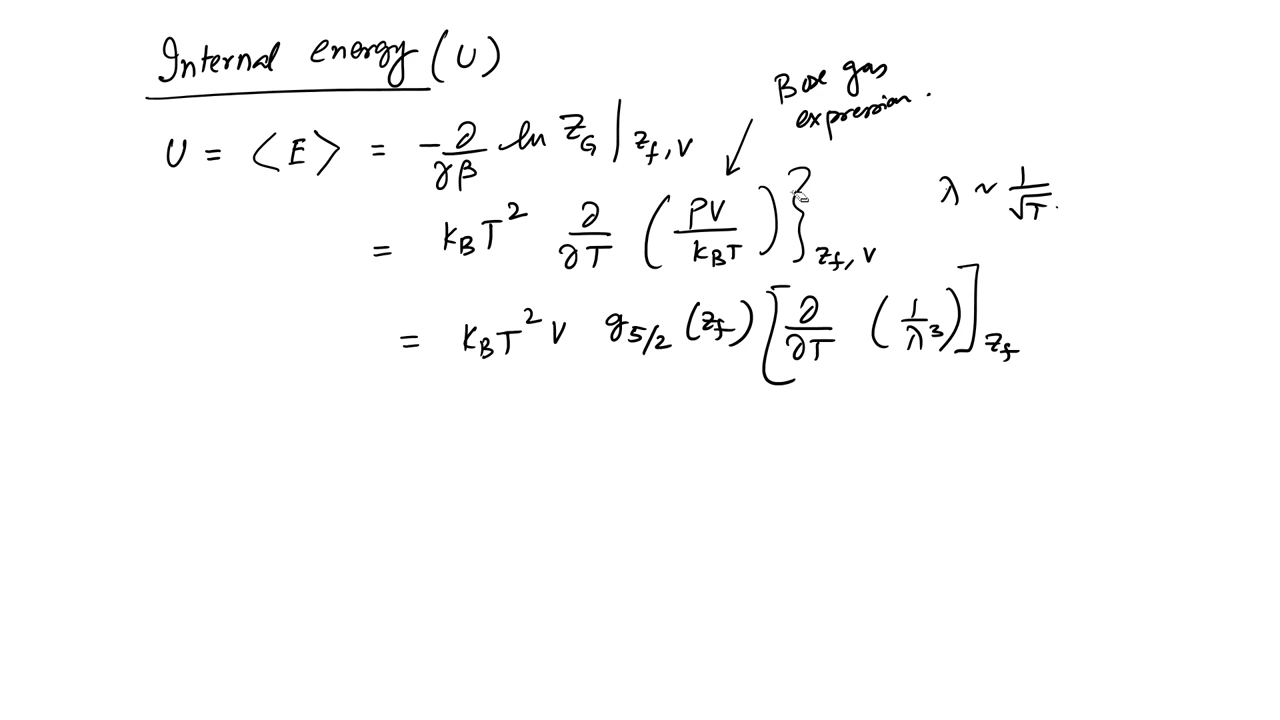 Internal energy (U)
Bose gas
expression.
U = ⟨E⟩ = -∂/∂β ln Z_G |_{z_f, V}
= k_B T² ∂/∂T (PV/k_B T)}_{z_f, V}
λ ~ 1/√T.
= k_B T² V g_{5/2} (z_f) [∂/∂T (1/λ³)]_{z_f}